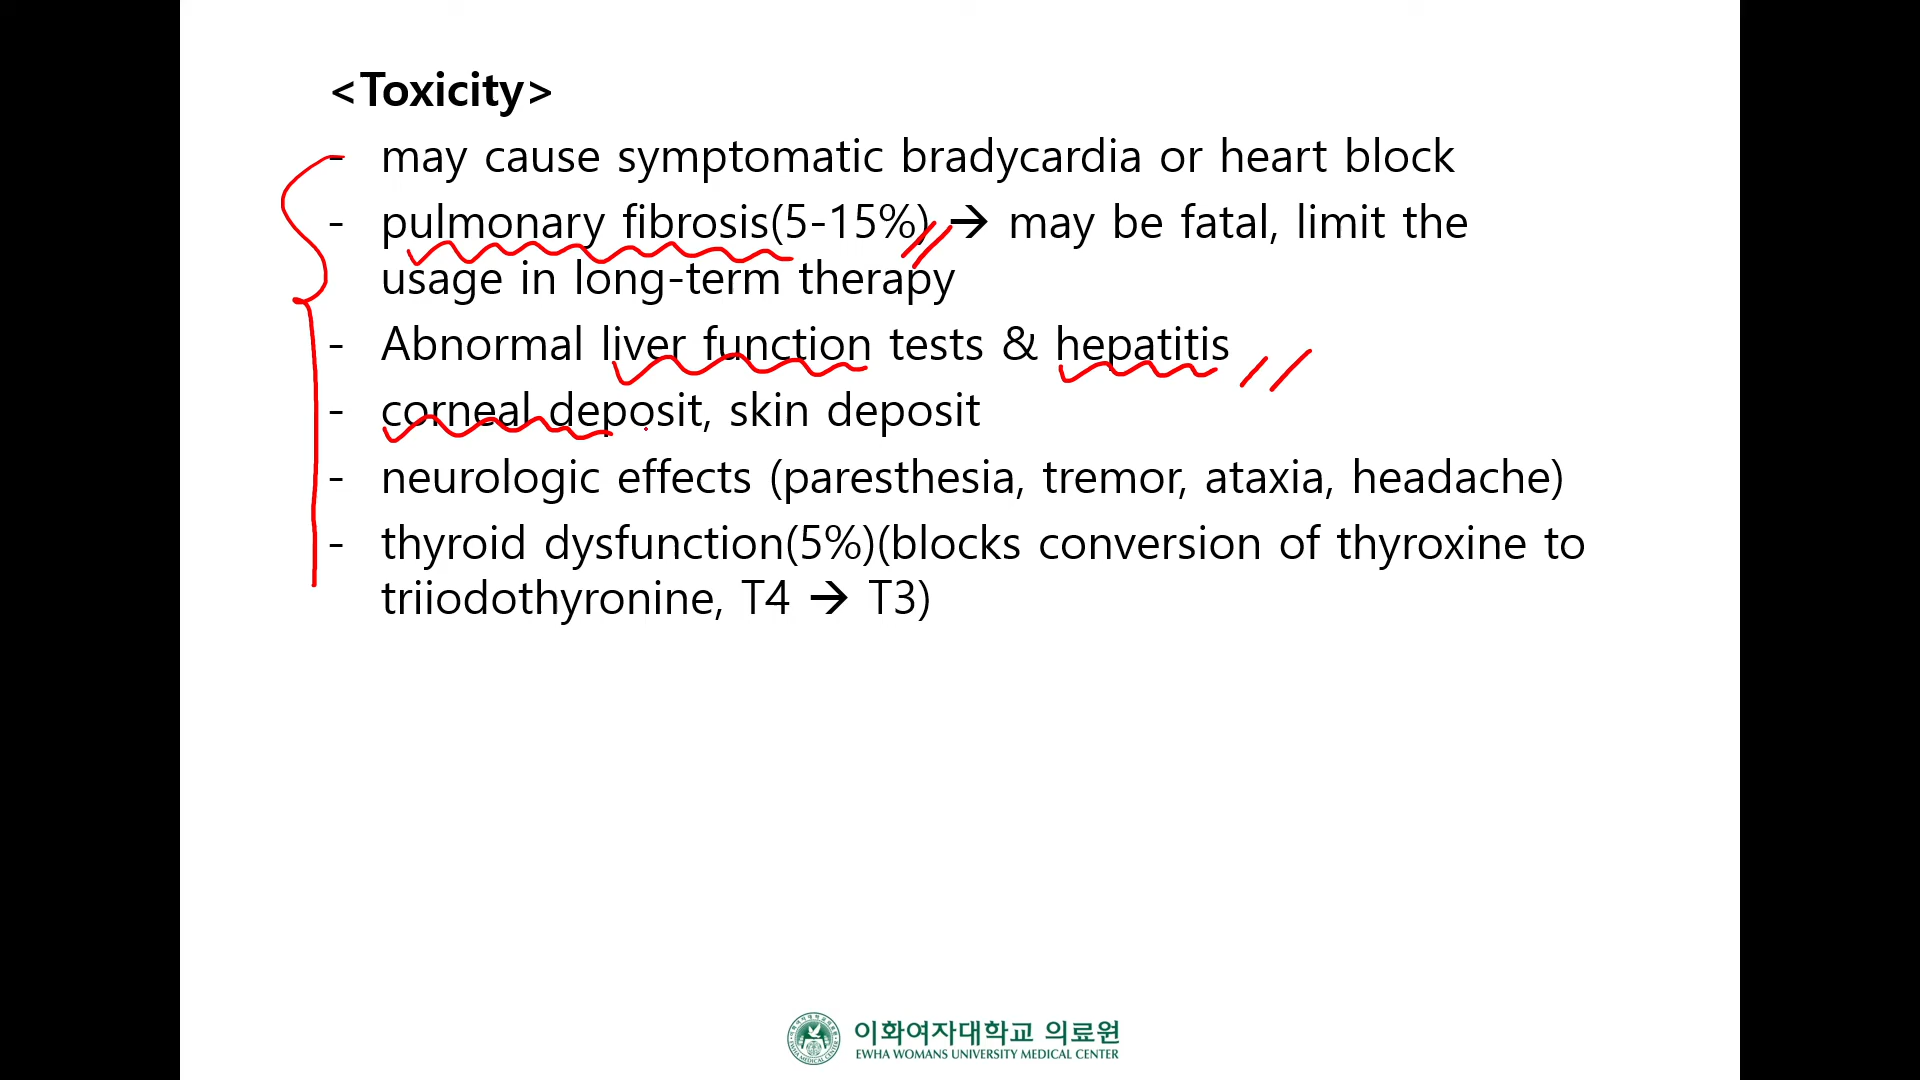 <Toxicity>
- may cause symptomatic bradycardia or heart block
- pulmonary fibrosis(5-15%) → may be fatal, limit the
usage in long-term therapy
- Abnormal liver function tests & hepatitis
- corneal deposit, skin deposit
- neurologic effects (paresthesia, tremor, ataxia, headache)
- thyroid dysfunction(5%)(blocks conversion of thyroxine to
triiodothyronine, T4 → T3)
이화여자대학교 의료원
EWHA WOMANS UNIVERSITY MEDICAL CENTER